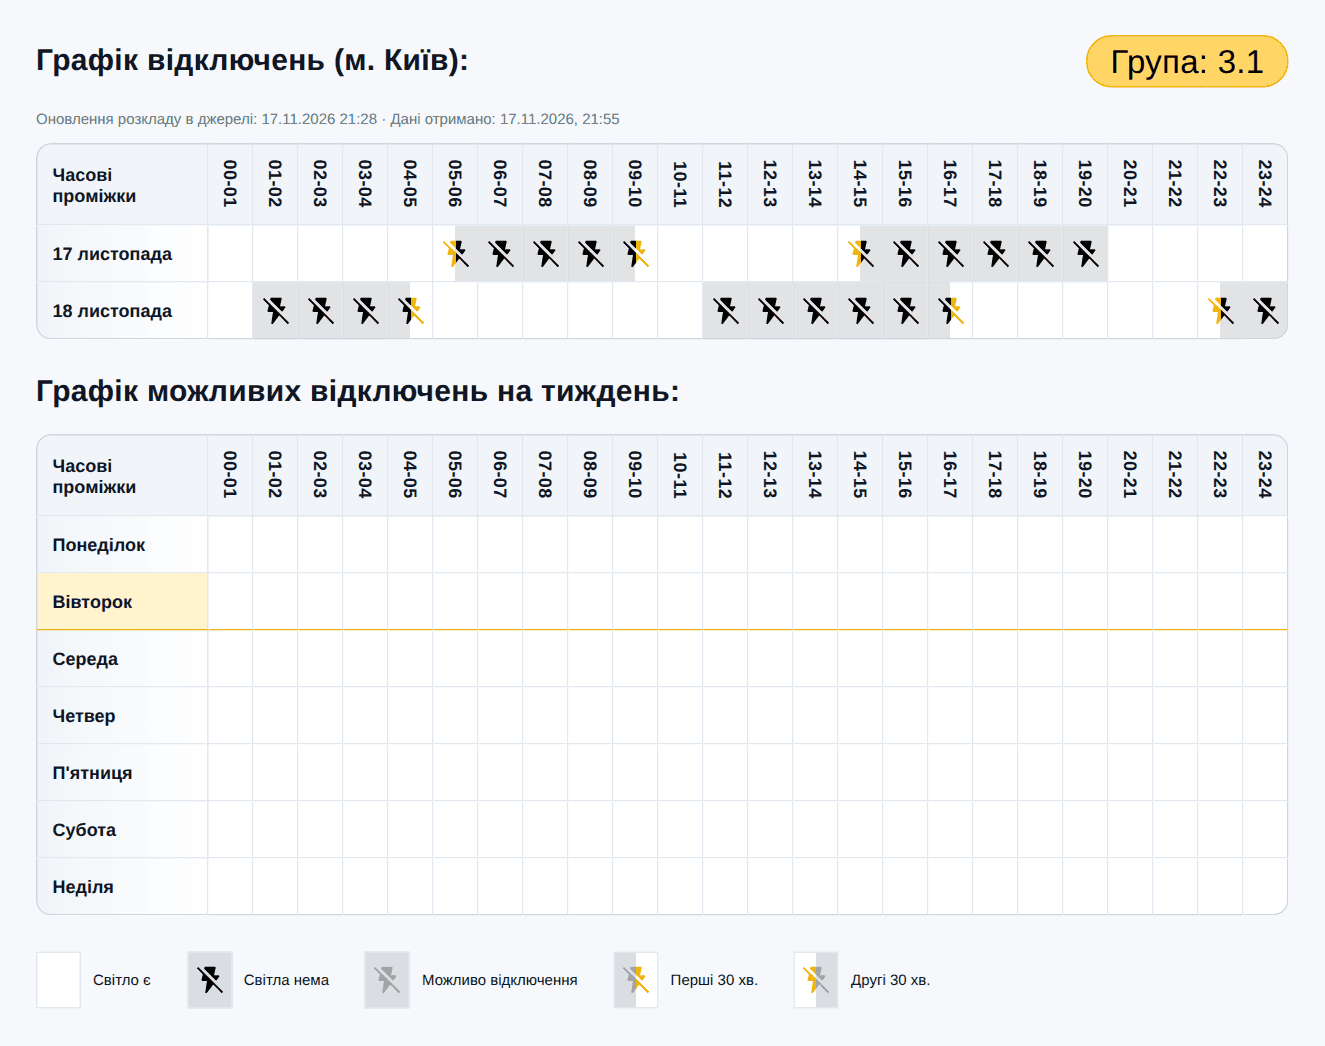 Графік відключень (м. Київ):
Група: 3.1
Оновлення розкладу в джерелі: 17.11.2026 21:28 · Дані отримано: 17.11.2026, 21:55
Часові проміжки 00-01 01-02 02-03 03-04 04-05 05-06 06-07 07-08 08-09 09-10 10-11 11-12 12-13 13-14 14-15 15-16 16-17 17-18 18-19 19-20 20-21 21-22 22-23 23-24
17 листопада
18 листопада
Графік можливих відключень на тиждень:
Часові проміжки 00-01 01-02 02-03 03-04 04-05 05-06 06-07 07-08 08-09 09-10 10-11 11-12 12-13 13-14 14-15 15-16 16-17 17-18 18-19 19-20 20-21 21-22 22-23 23-24
Понеділок
Вівторок
Середа
Четвер
П'ятниця
Субота
Неділя
Світло є Світла нема Можливо відключення Перші 30 хв. Другі 30 хв.